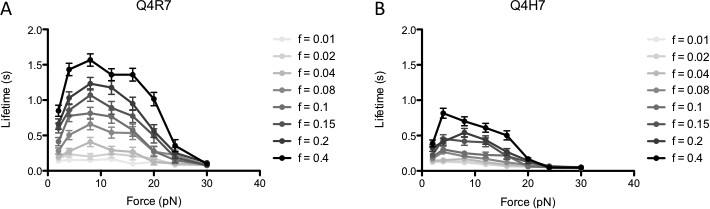 A
Q4R7
2.0
1.5
1.0
0.5
0.0
Lifetime (s)
0
10
20
30
40
Force (pN)
f = 0.01
f = 0.02
f = 0.04
f = 0.08
f = 0.1
f = 0.15
f = 0.2
f = 0.4
B
Q4H7
2.0
1.5
1.0
0.5
0.0
Lifetime (s)
0
10
20
30
40
Force (pN)
f = 0.01
f = 0.02
f = 0.04
f = 0.08
f = 0.1
f = 0.15
f = 0.2
f = 0.4